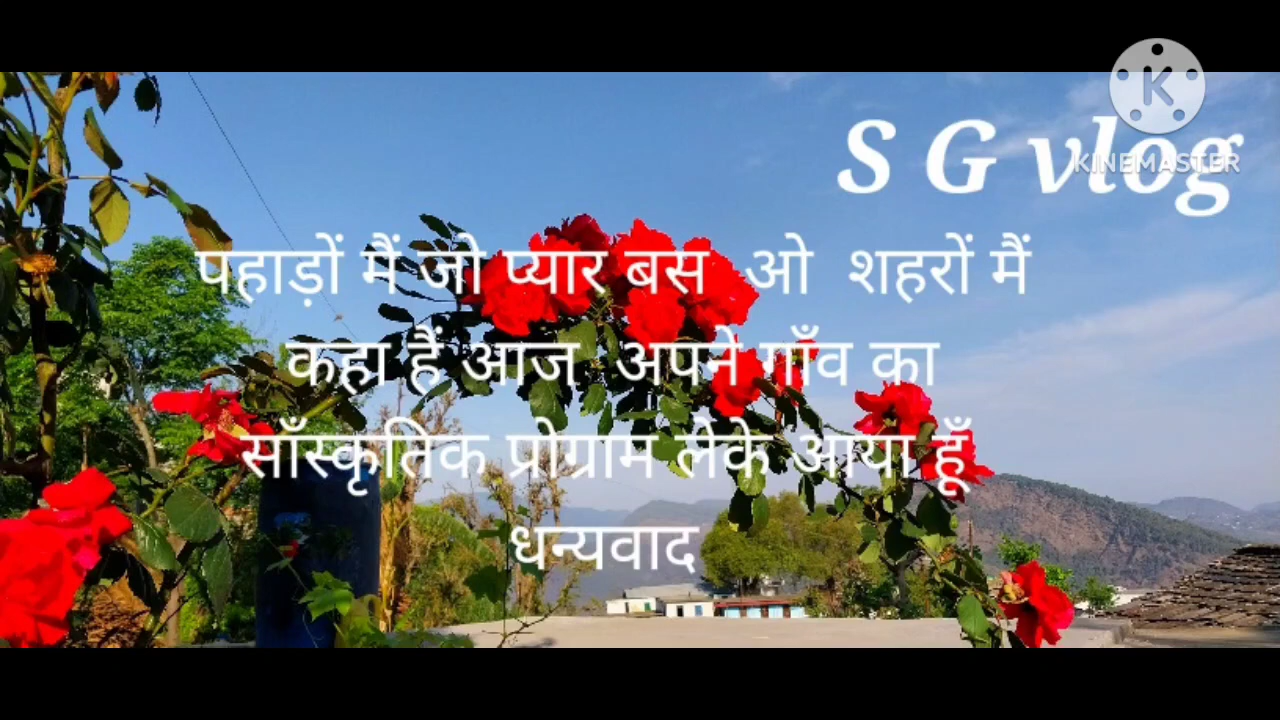 S G vlog
KINEMASTER
पहाड़ों मैं जो प्यार बस ओ शहरों मैं
कहा हैं आज अपने गाँव का
साँस्कृतिक प्रोग्राम लेके आया हूँ
धन्यवाद